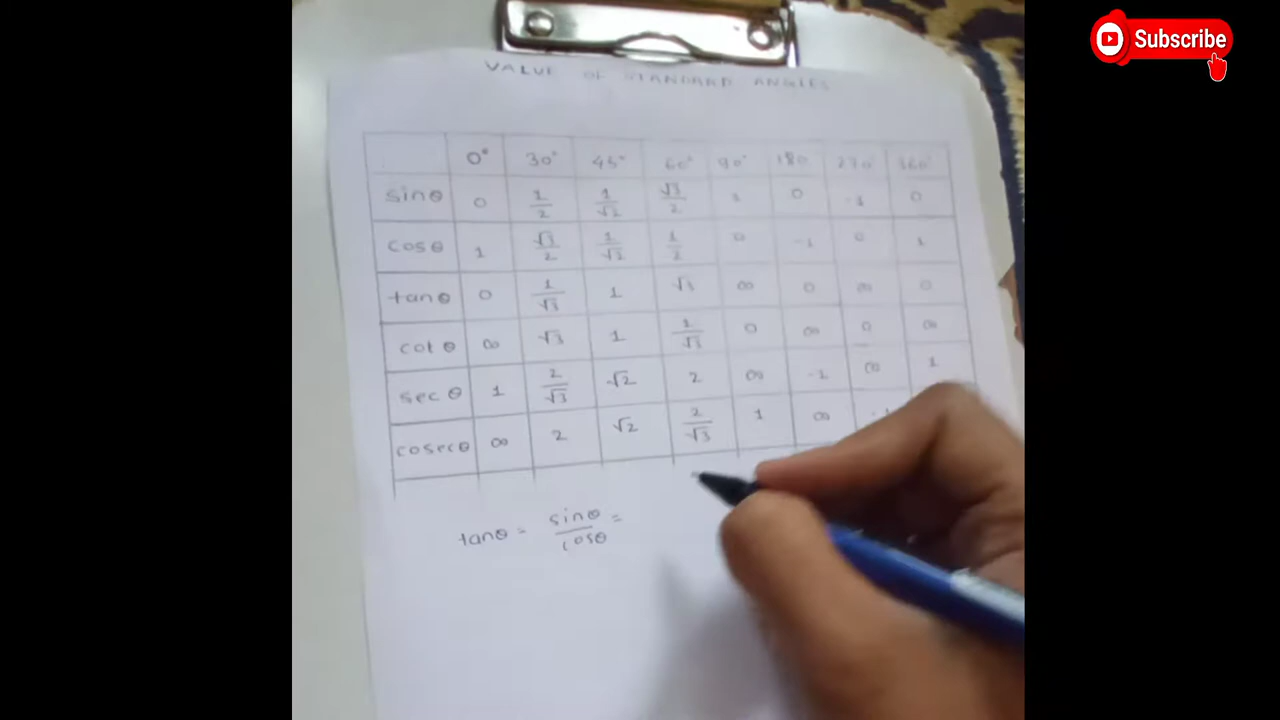 Subscribe
VALUE OF STANDARD ANGLES
0° 30° 45° 60° 90° 180 270° 360°
sinθ 0 1/2 1/√2 √3/2 1 0 -1 0
cosθ 1 √3/2 1/√2 1/2 0 -1 0 1
tanθ 0 1/√3 1 √3 ∞ 0 ∞ 0
cotθ ∞ √3 1 1/√3 0 ∞ 0 ∞
secθ 1 2/√3 √2 2 ∞ -1 ∞ 1
cosecθ ∞ 2 √2 2/√3 1 ∞ -1
tanθ = sinθ/cosθ =